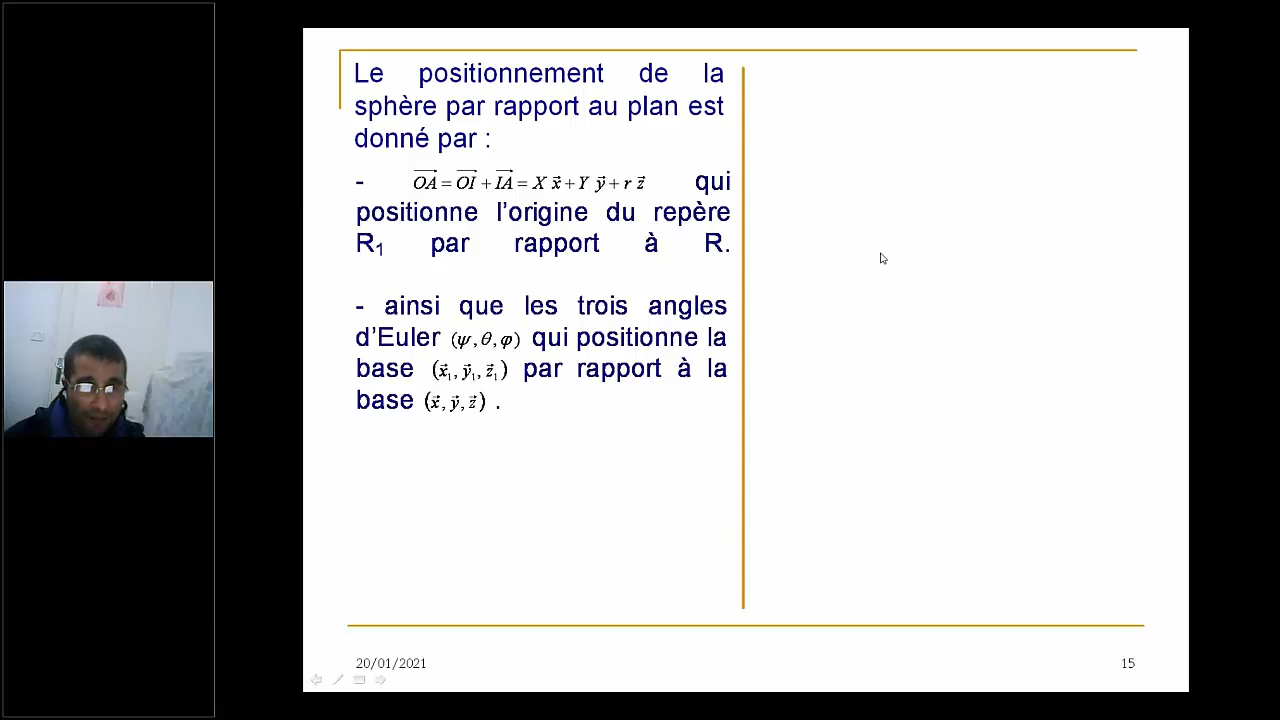 Le positionnement de la
sphère par rapport au plan est
donné par :
- $\overrightarrow{OA} = \overrightarrow{OI} + \overrightarrow{IA} = X\,\vec{x} + Y\,\vec{y} + r\,\vec{z}$ qui
positionne l'origine du repère
R₁ par rapport à R.
- ainsi que les trois angles
d'Euler $(\psi, \theta, \varphi)$ qui positionne la
base $(\vec{x}_1, \vec{y}_1, \vec{z}_1)$ par rapport à la
base $(\vec{x}, \vec{y}, \vec{z})$ .
20/01/2021
15